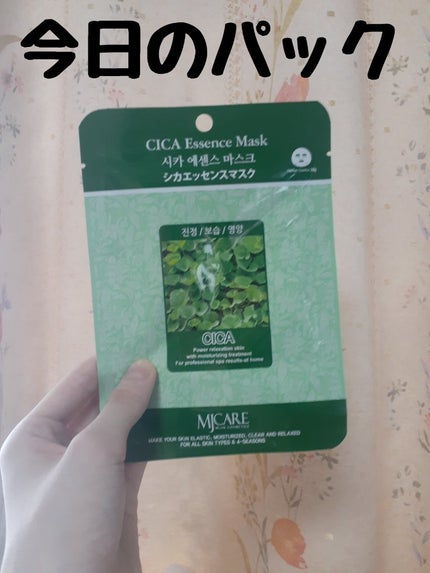 今日のパック
CICA Essence Mask
시카 에센스 마스크
シカエッセンスマスク
진정 / 보습 / 영양
CICA
Power relaxation skin
with moisturizing treatment
For professional spa results-at home
MJCARE
MAKE YOUR SKIN ELASTIC, MOISTURIZED, CLEAR AND RELAXED
FOR ALL SKIN TYPES & 4-SEASONS